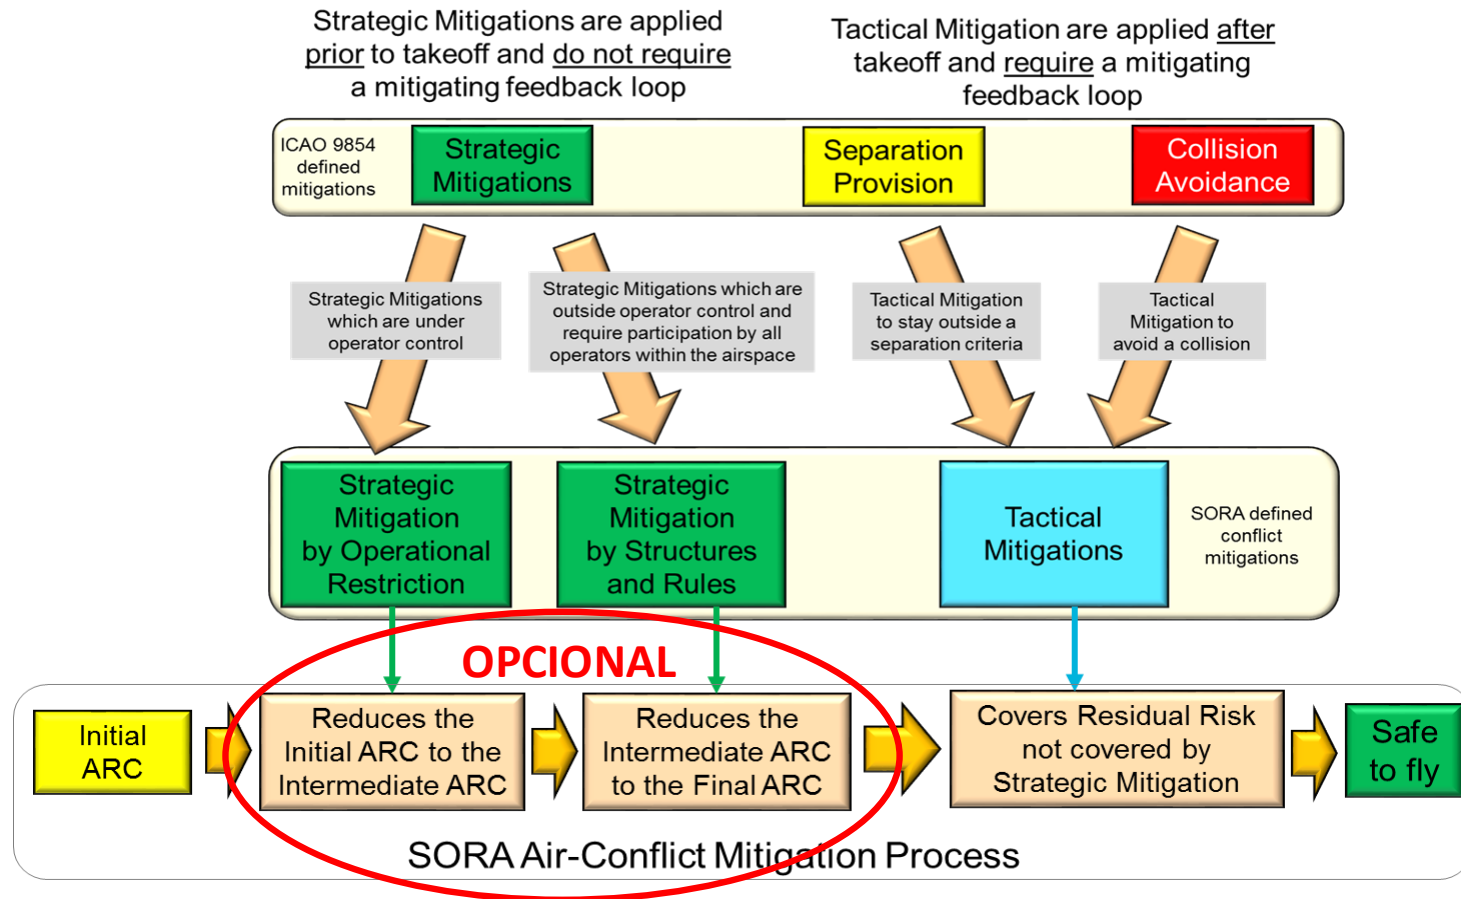 Strategic Mitigations are applied
prior to takeoff and do not require
a mitigating feedback loop
Tactical Mitigation are applied after
takeoff and require a mitigating
feedback loop
ICAO 9854
defined
mitigations
Strategic
Mitigations
Separation
Provision
Collision
Avoidance
Strategic Mitigations
which are under
operator control
Strategic Mitigations which are
outside operator control and
require participation by all
operators within the airspace
Tactical Mitigation
to stay outside a
separation criteria
Tactical
Mitigation to
avoid a collision
Strategic
Mitigation
by Operational
Restriction
Strategic
Mitigation
by Structures
and Rules
Tactical
Mitigations
SORA defined
conflict
mitigations
OPCIONAL
Initial
ARC
Reduces the
Initial ARC to the
Intermediate ARC
Reduces the
Intermediate ARC
to the Final ARC
Covers Residual Risk
not covered by
Strategic Mitigation
Safe
to fly
SORA Air-Conflict Mitigation Process